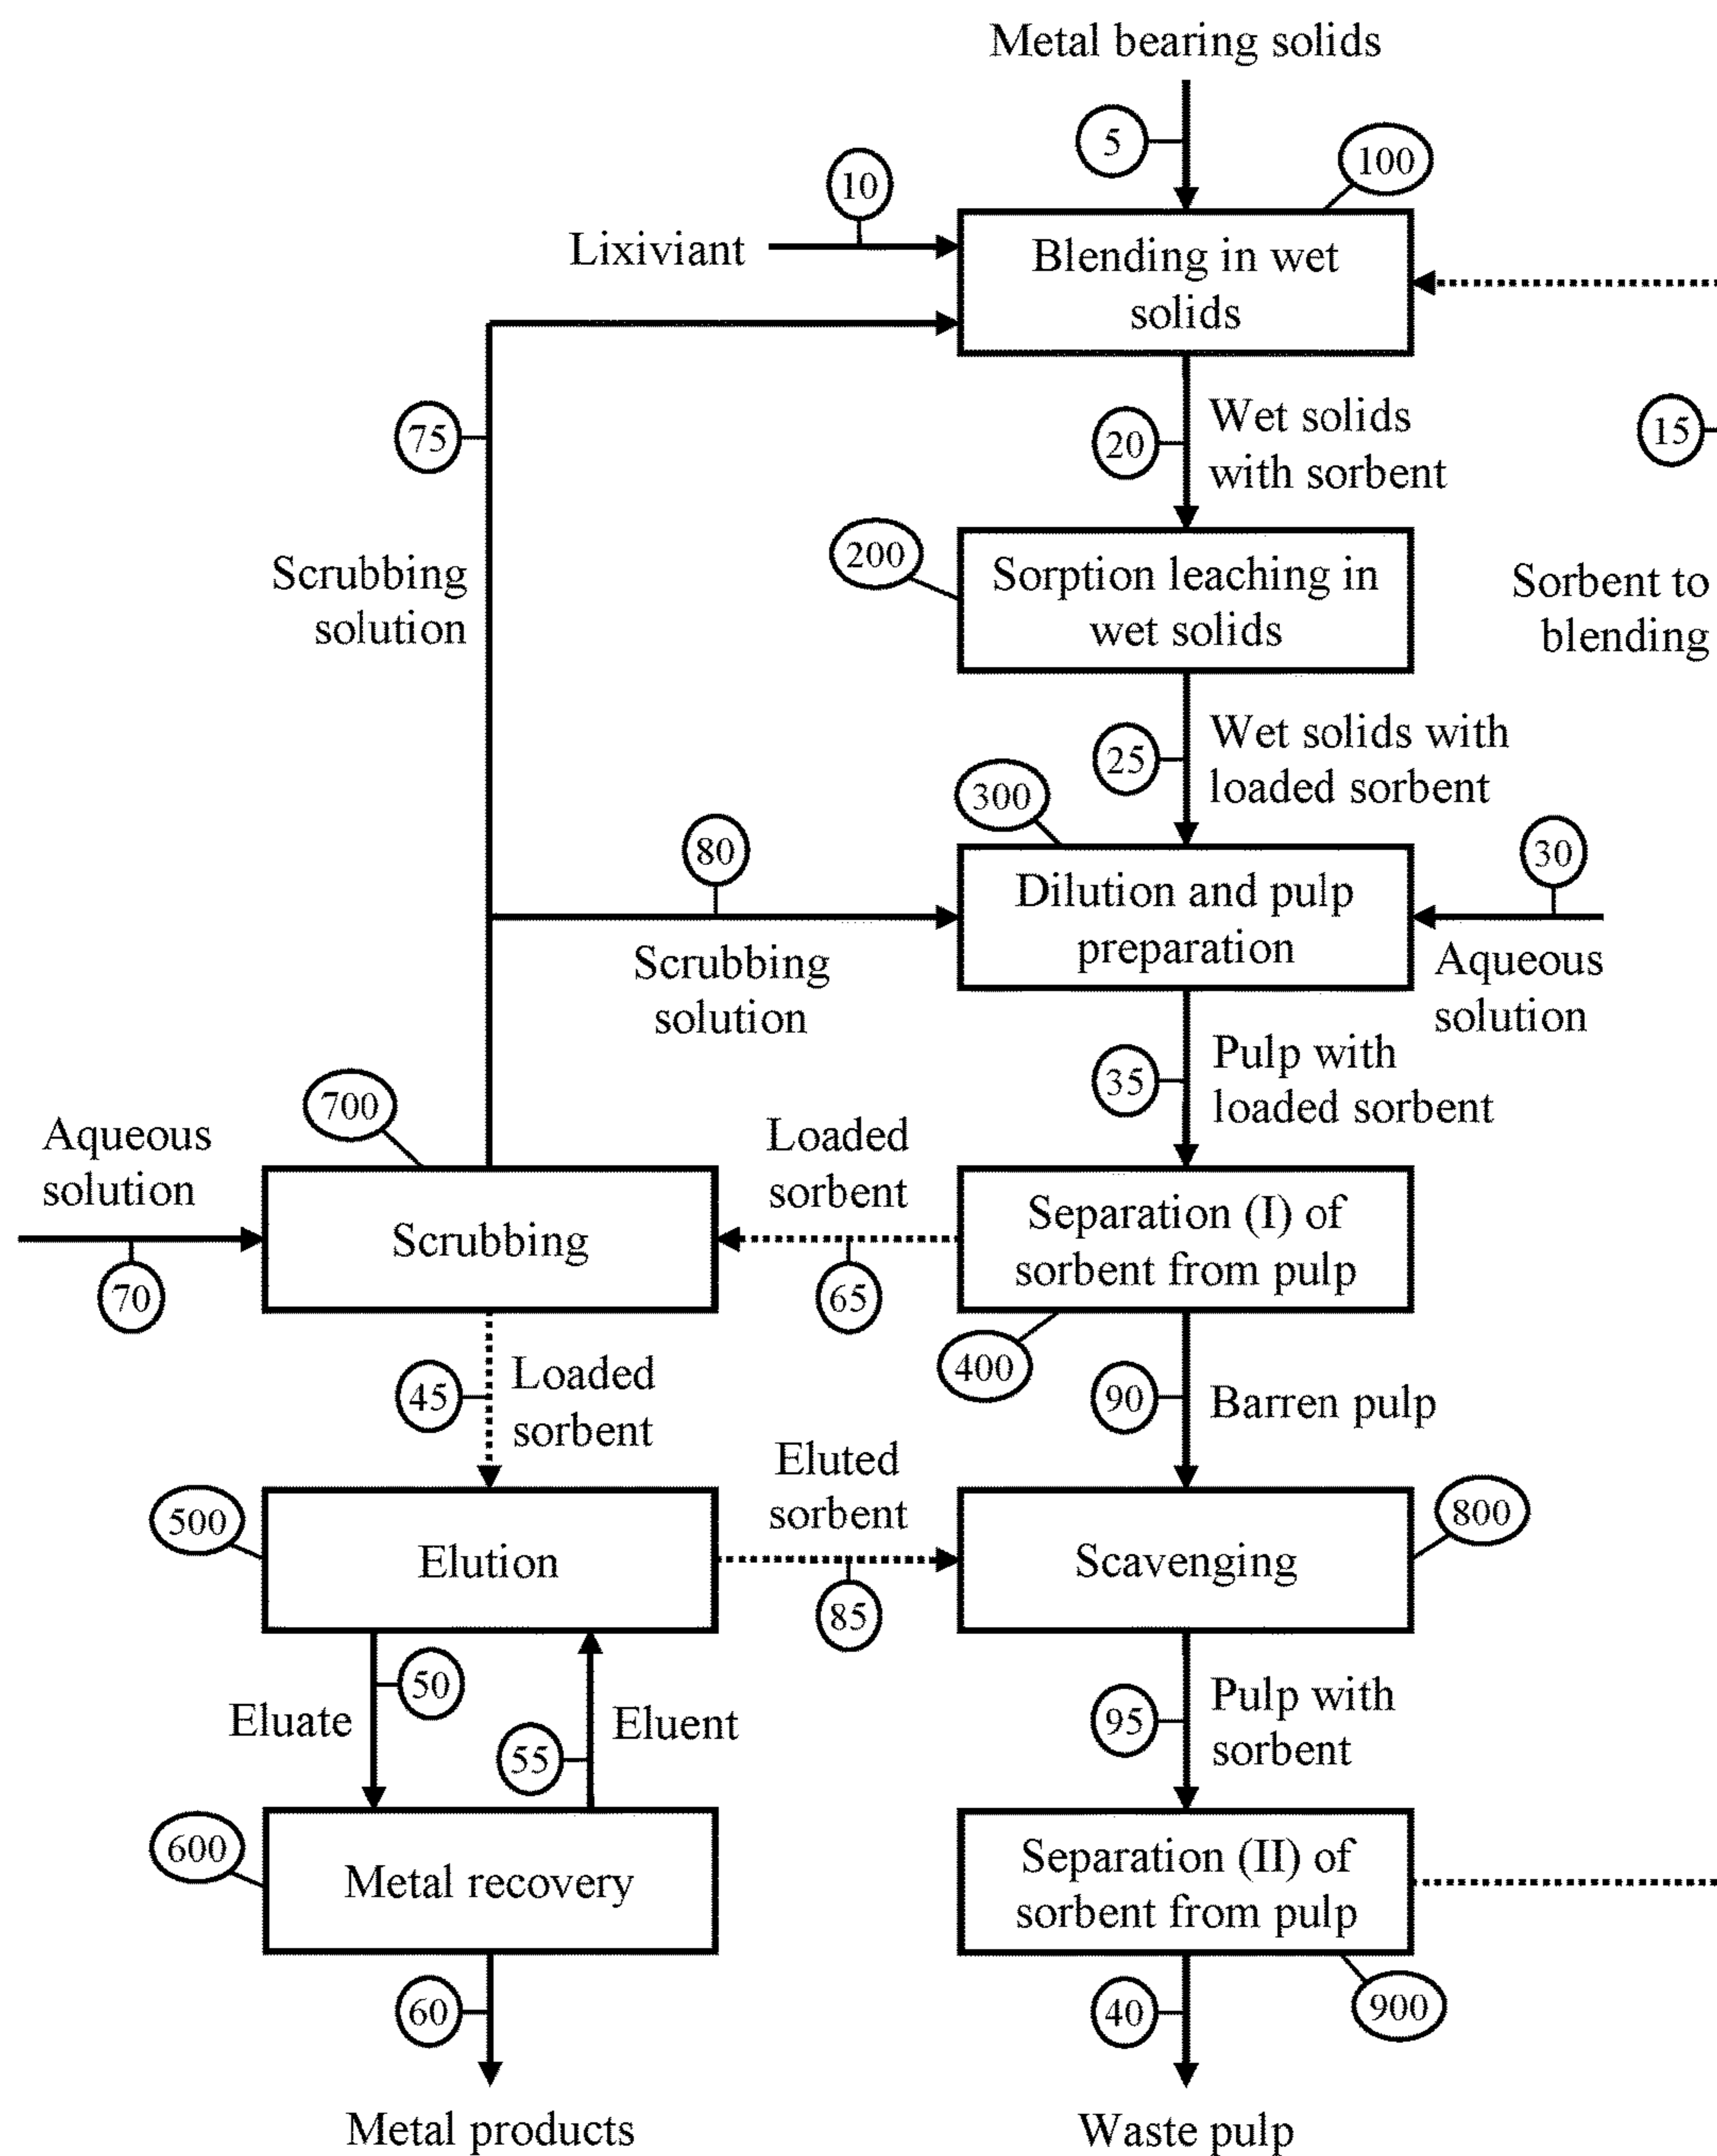 Metal bearing solids
5
100
10
Lixiviant
Blending in wet
solids
75
20
Wet solids
with sorbent
15
200
Scrubbing
solution
Sorption leaching in
wet solids
Sorbent to
blending
25
Wet solids with
loaded sorbent
300
80
30
Dilution and pulp
preparation
Scrubbing
solution
Aqueous
solution
35
Pulp with
loaded sorbent
700
Aqueous
solution
Loaded
sorbent
Scrubbing
Separation (I) of
sorbent from pulp
70
65
400
45
Loaded
sorbent
90
Barren pulp
Eluted
sorbent
500
800
Elution
Scavenging
85
50
Eluate
55
Eluent
95
Pulp with
sorbent
600
Metal recovery
Separation (II) of
sorbent from pulp
60
40
900
Metal products
Waste pulp